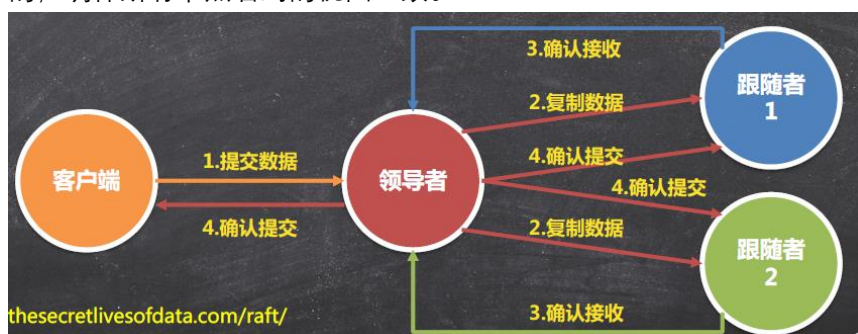 3.确认接收
跟随者
1
2.复制数据
1.提交数据
4.确认提交
客户端
领导者
4.确认提交
4.确认提交
2.复制数据
跟随者
2
thesecretlivesofdata.com/raft/
3.确认接收